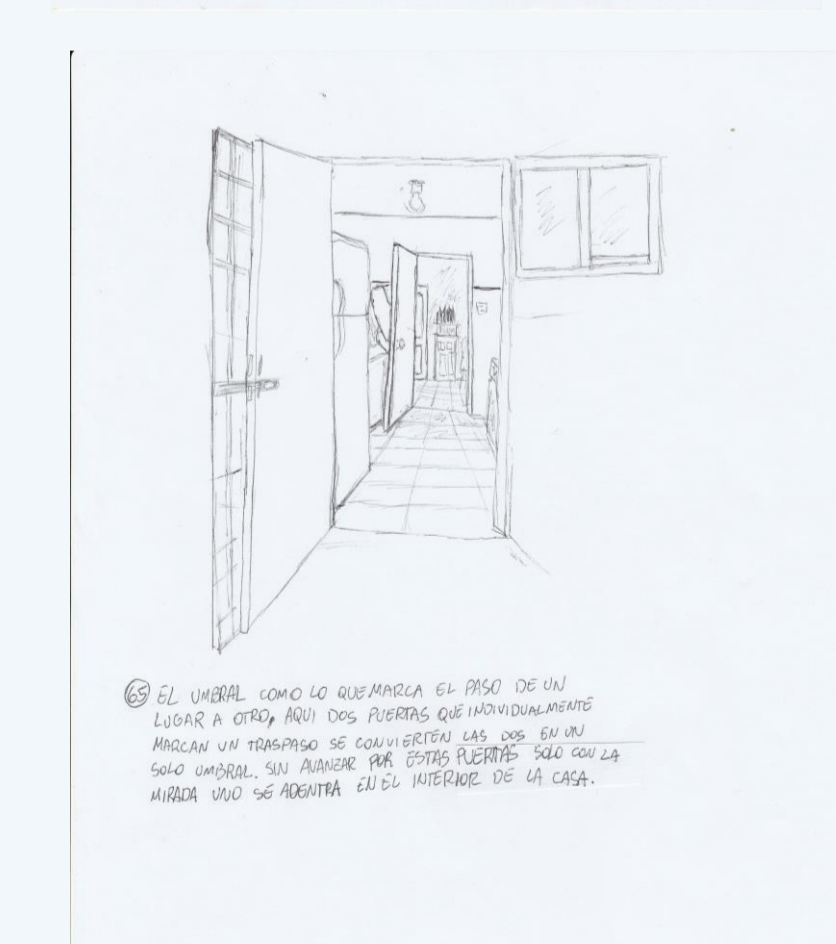 65 EL UMBRAL COMO LO QUE MARCA EL PASO DE UN
LUGAR A OTRO, AQUI DOS PUERTAS QUE INDIVIDUALMENTE
MARCAN UN TRASPASO SE CONVIERTEN LAS DOS EN UN
SOLO UMBRAL. SIN AVANZAR POR ESTAS PUERTAS SOLO CON LA
MIRADA UNO SE ADENTRA EN EL INTERIOR DE LA CASA.